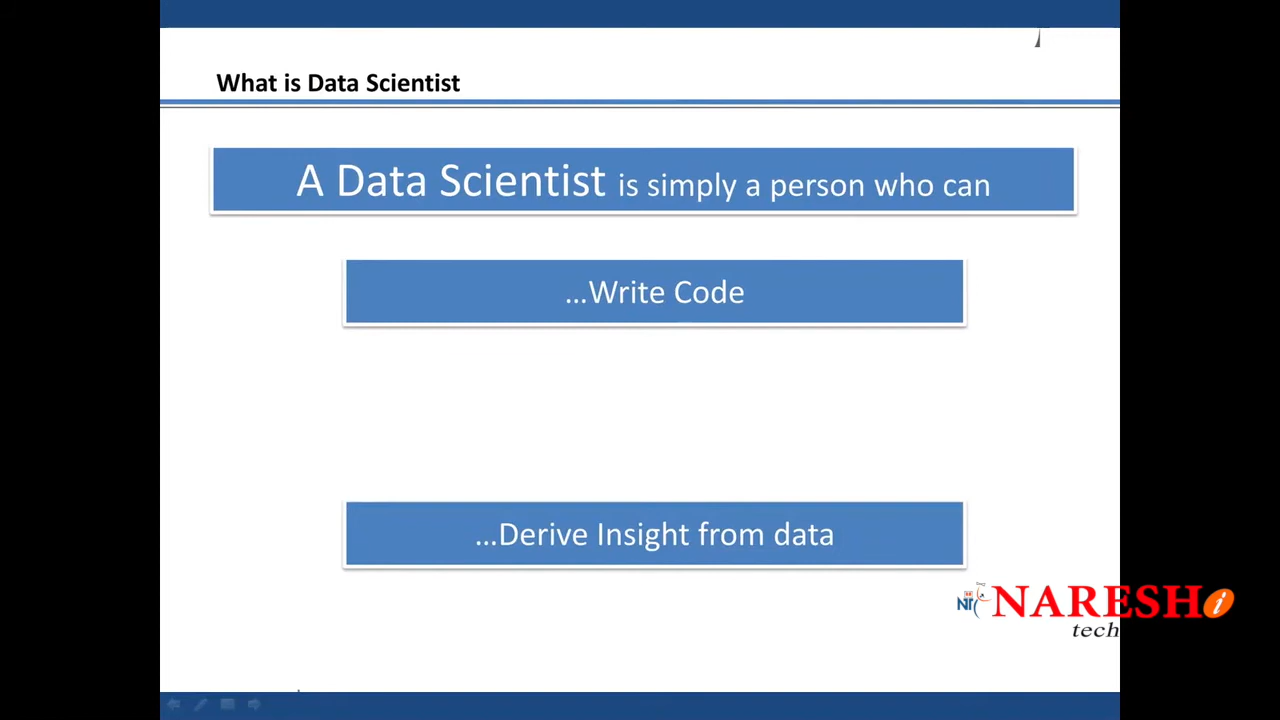 What is Data Scientist
A Data Scientist is simply a person who can
...Write Code
...Derive Insight from data
NT
NARESH i
tech